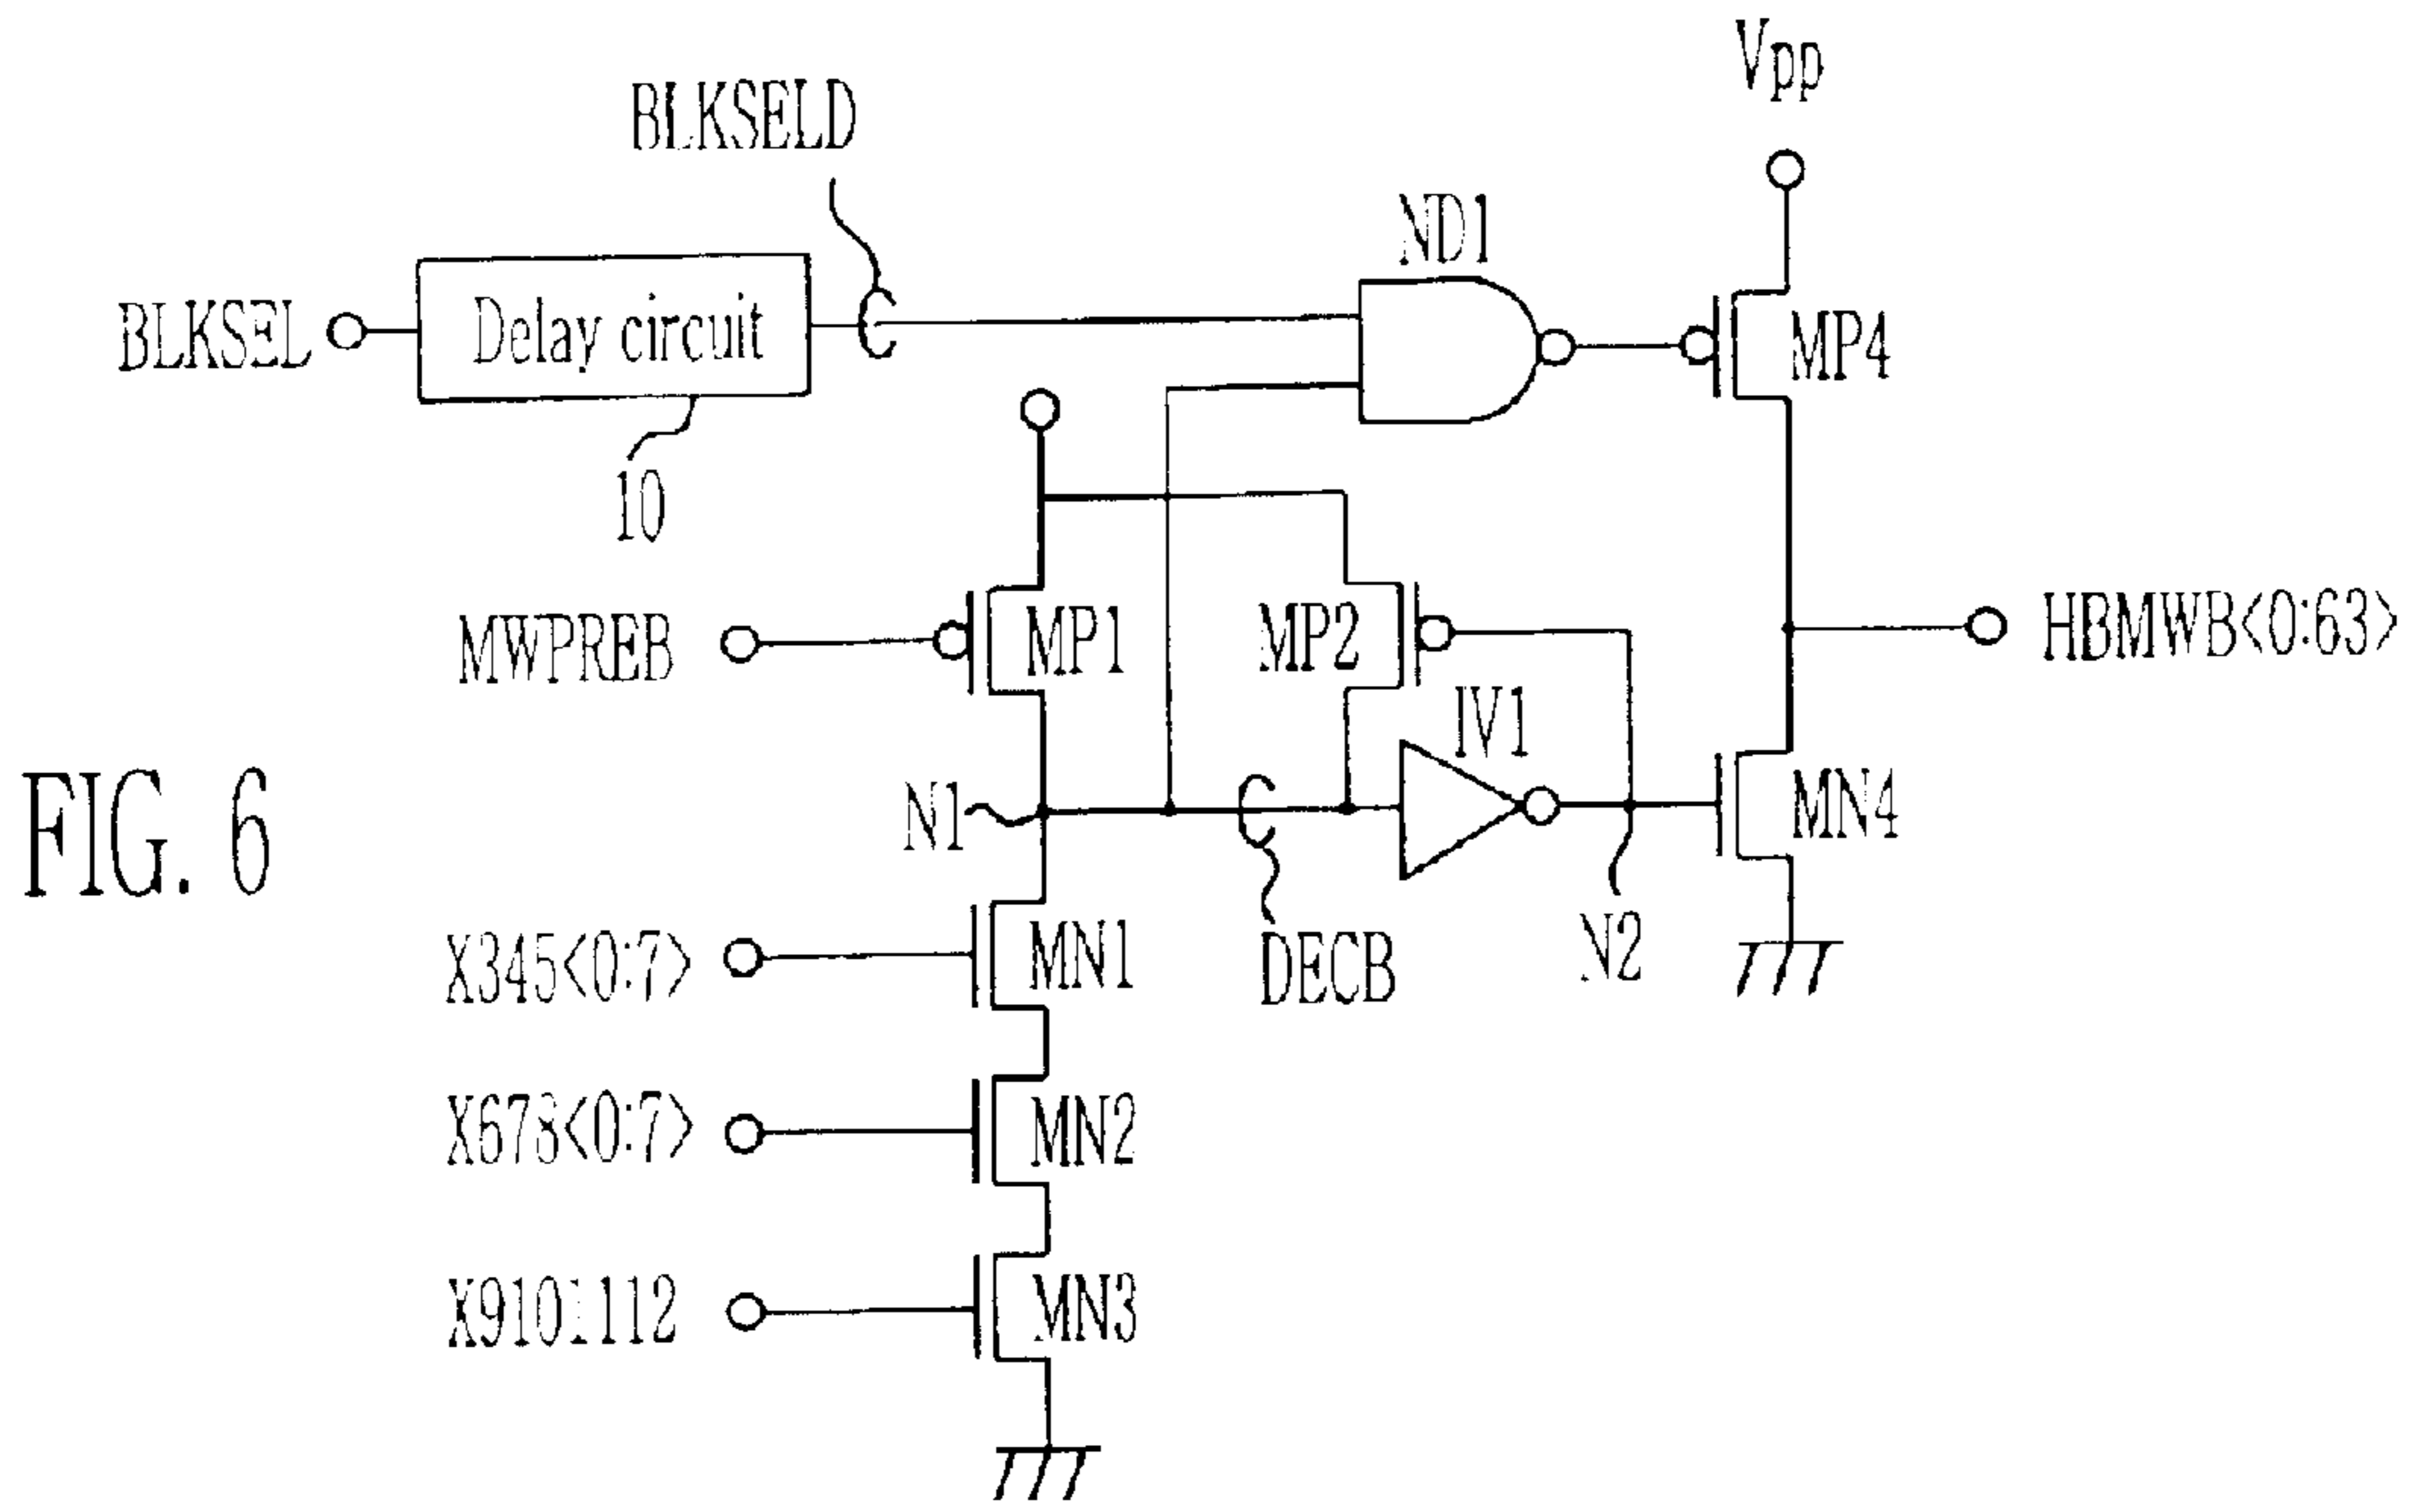 Vpp
BLKSELD
ND1
BLKSEL
Delay circuit
MP4
10
MWPREB
MP1
MP2
HBMWB<0:63>
IV1
FIG. 6
N1
MN4
X345<0:7>
MN1
DECB
N2
X678<0:7>
MN2
X9101112
MN3